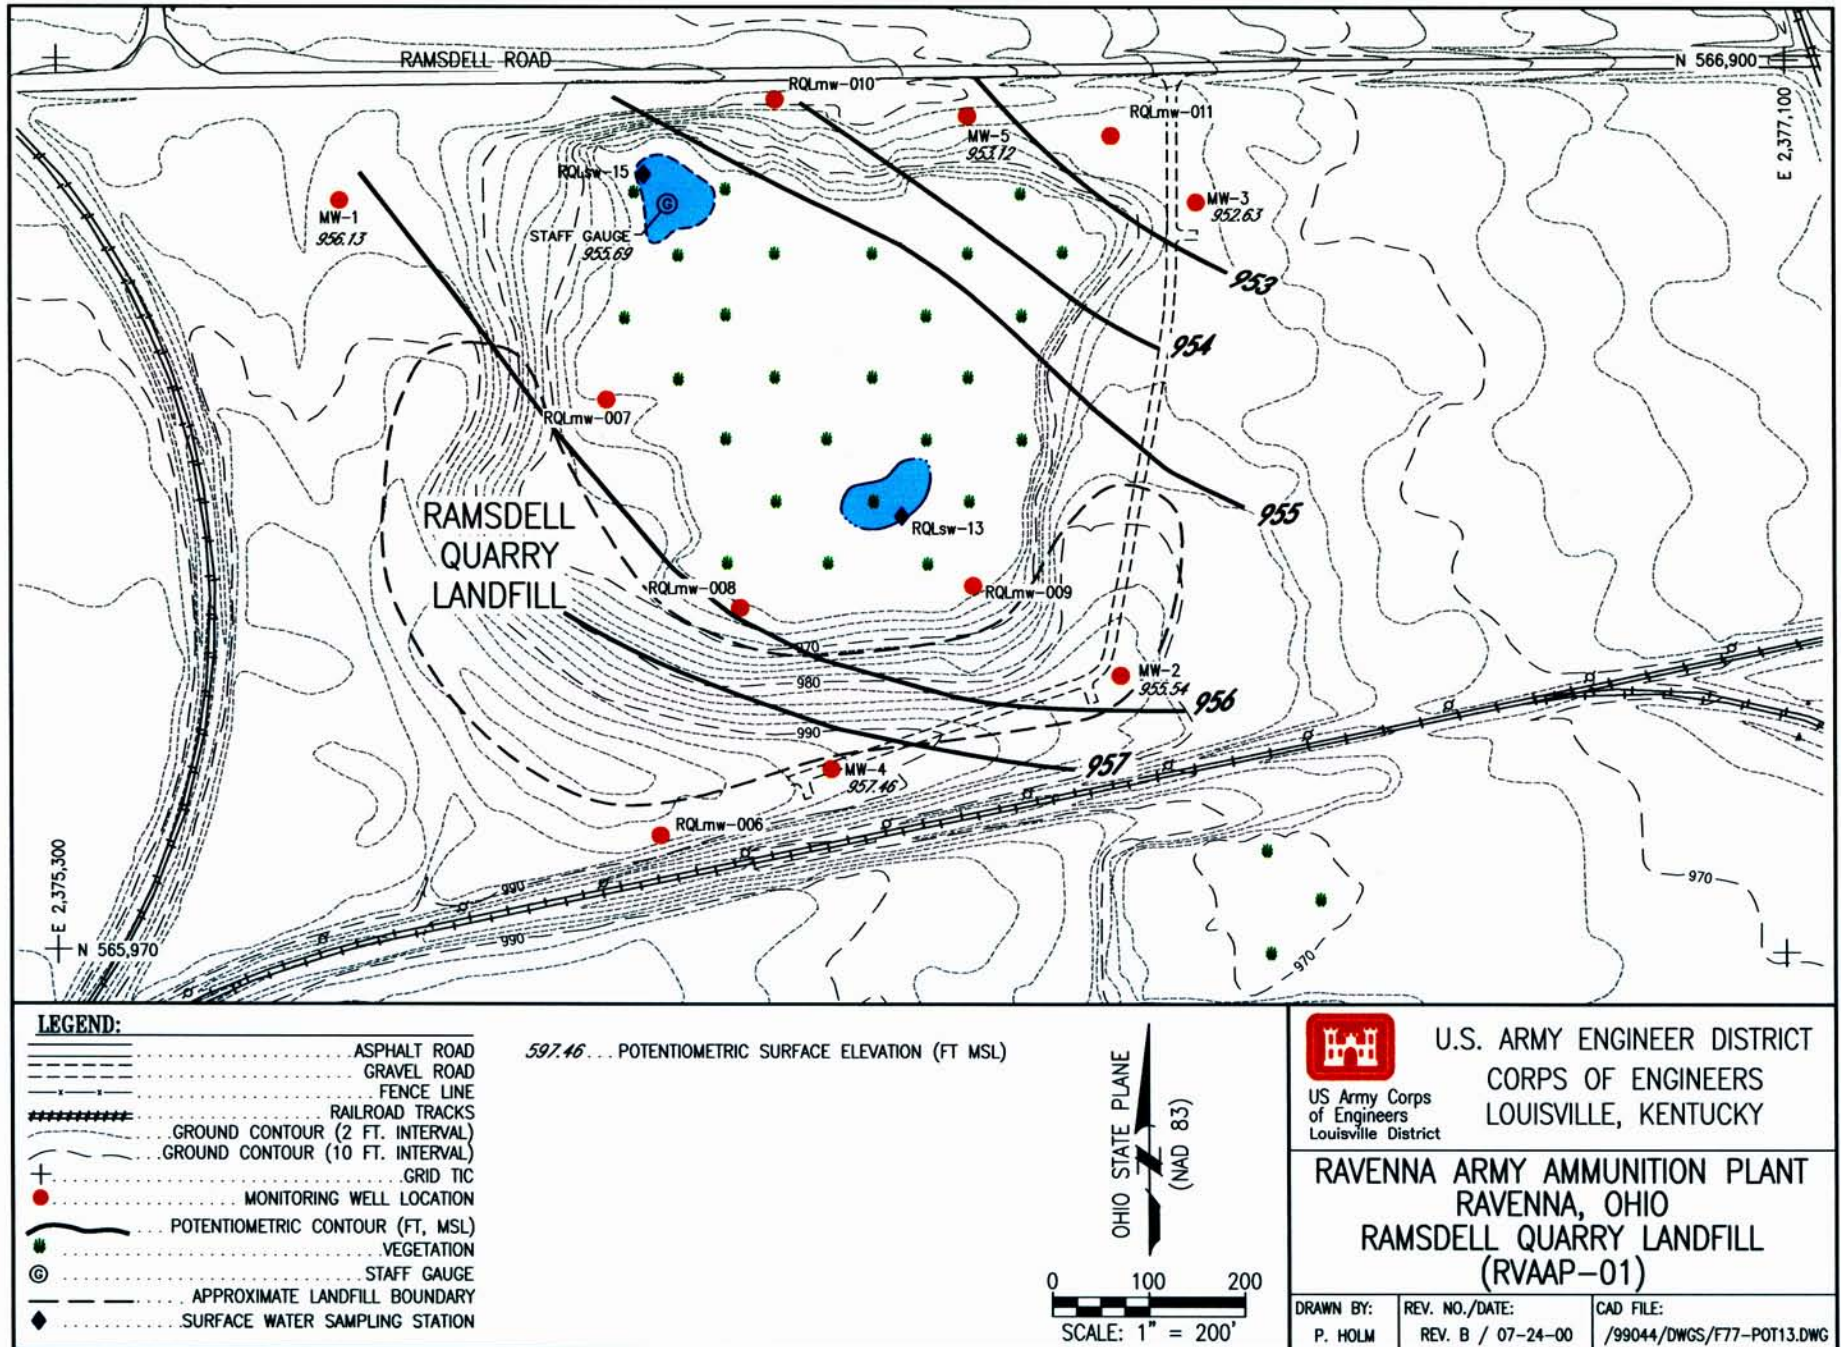 RAMSDELL ROAD
N 566,900
E 2,377,100
RQLmw-010
RQLmw-011
MW-5
953.12
RQLsw-15
MW-1
956.13
MW-3
952.63
STAFF GAUGE
955.69
G
953
954
RQLmw-007
RAMSDELL
QUARRY
LANDFILL
955
RQLsw-13
RQLmw-008
RQLmw-009
970
980
MW-2
955.54
956
990
957
MW-4
957.46
RQLmw-006
990
990
970
970
E 2,375,300
N 565,970
LEGEND:
ASPHALT ROAD
GRAVEL ROAD
FENCE LINE
RAILROAD TRACKS
GROUND CONTOUR (2 FT. INTERVAL)
GROUND CONTOUR (10 FT. INTERVAL)
GRID TIC
MONITORING WELL LOCATION
POTENTIOMETRIC CONTOUR (FT, MSL)
VEGETATION
G STAFF GAUGE
APPROXIMATE LANDFILL BOUNDARY
SURFACE WATER SAMPLING STATION
597.46... POTENTIOMETRIC SURFACE ELEVATION (FT MSL)
OHIO STATE PLANE
(NAD 83)
0 100 200
SCALE: 1" = 200'
US Army Corps
of Engineers
Louisville District
U.S. ARMY ENGINEER DISTRICT
CORPS OF ENGINEERS
LOUISVILLE, KENTUCKY
RAVENNA ARMY AMMUNITION PLANT
RAVENNA, OHIO
RAMSDELL QUARRY LANDFILL
(RVAAP-01)
DRAWN BY:
P. HOLM
REV. NO./DATE:
REV. B / 07-24-00
CAD FILE:
/99044/DWGS/F77-POT13.DWG